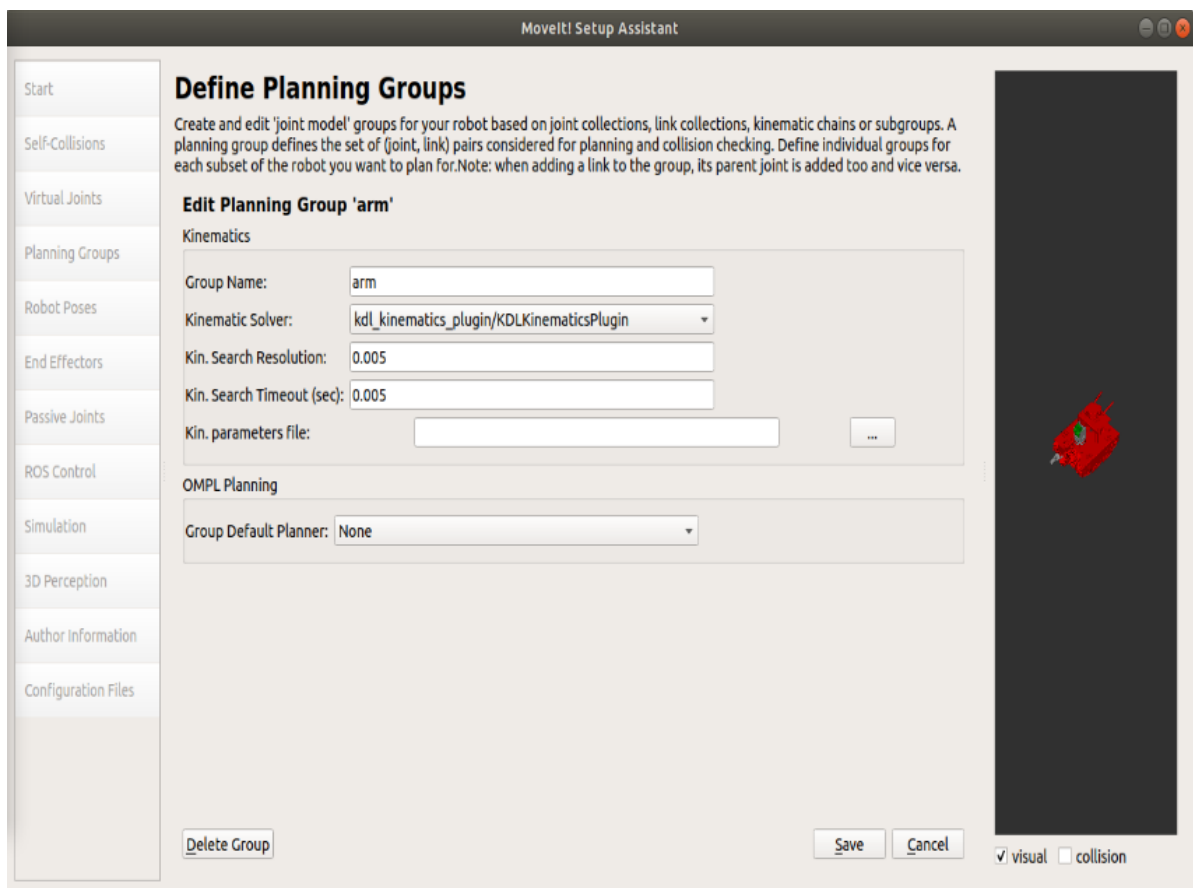 MoveIt! Setup Assistant
Start
Self-Collisions
Virtual Joints
Planning Groups
Robot Poses
End Effectors
Passive Joints
ROS Control
Simulation
3D Perception
Author Information
Configuration Files
Define Planning Groups
Create and edit 'joint model' groups for your robot based on joint collections, link collections, kinematic chains or subgroups. A
planning group defines the set of (joint, link) pairs considered for planning and collision checking. Define individual groups for
each subset of the robot you want to plan for.Note: when adding a link to the group, its parent joint is added too and vice versa.
Edit Planning Group 'arm'
Kinematics
Group Name: arm
Kinematic Solver: kdl_kinematics_plugin/KDLKinematicsPlugin
Kin. Search Resolution: 0.005
Kin. Search Timeout (sec): 0.005
Kin. parameters file: ...
OMPL Planning
Group Default Planner: None
Delete Group Save Cancel
visual collision